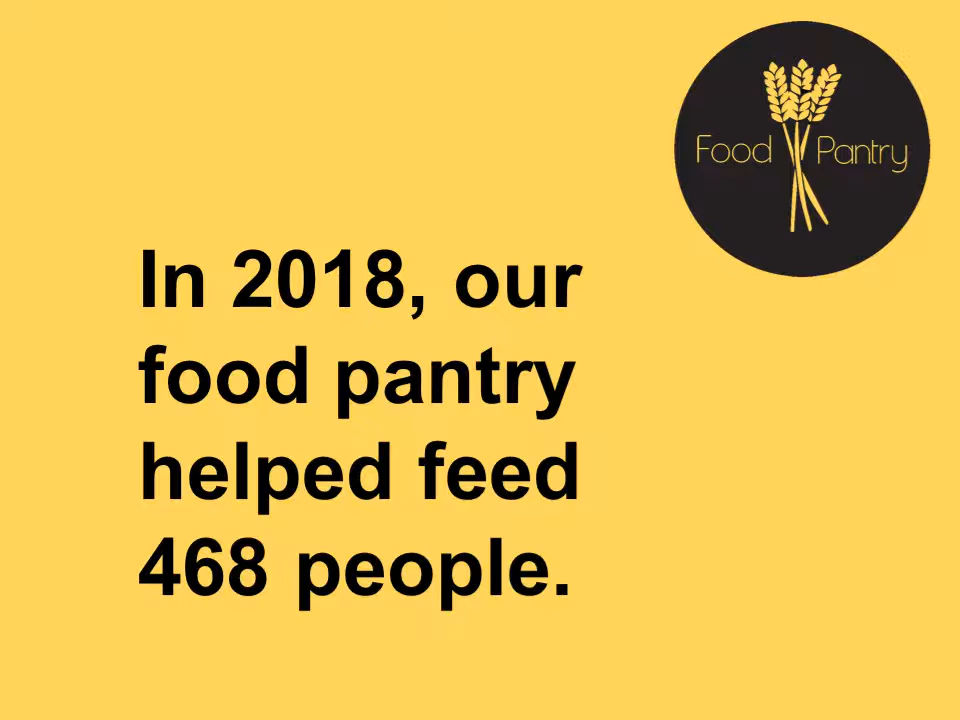 Food Pantry
In 2018, our
food pantry
helped feed
468 people.